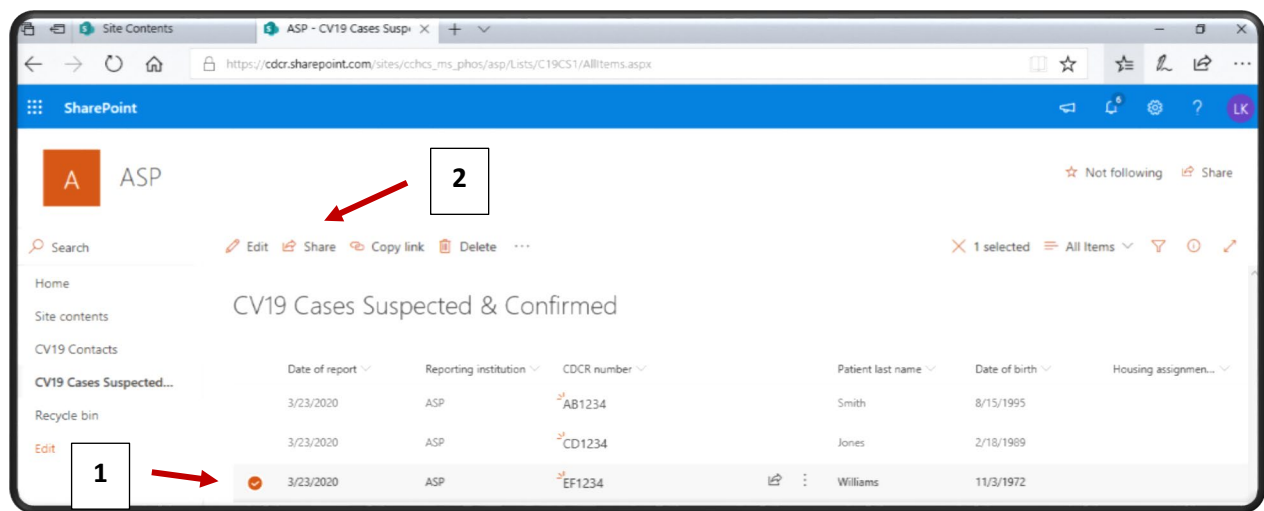 Site Contents
ASP - CV19 Cases Susp
https://cdcr.sharepoint.com/sites/cchcs_ms_phos/asp/Lists/C19CS1/AllItems.aspx
SharePoint
6
?
LK
A
ASP
2
Not following
Share
Search
Edit
Share
Copy link
Delete
1 selected
All Items
Home
Site contents
CV19 Contacts
CV19 Cases Suspected...
Recycle bin
Edit
1
CV19 Cases Suspected & Confirmed
Date of report Reporting institution CDCR number Patient last name Date of birth Housing assignmen...
3/23/2020 ASP AB1234 Smith 8/15/1995
3/23/2020 ASP CD1234 Jones 2/18/1989
3/23/2020 ASP EF1234 Williams 11/3/1972